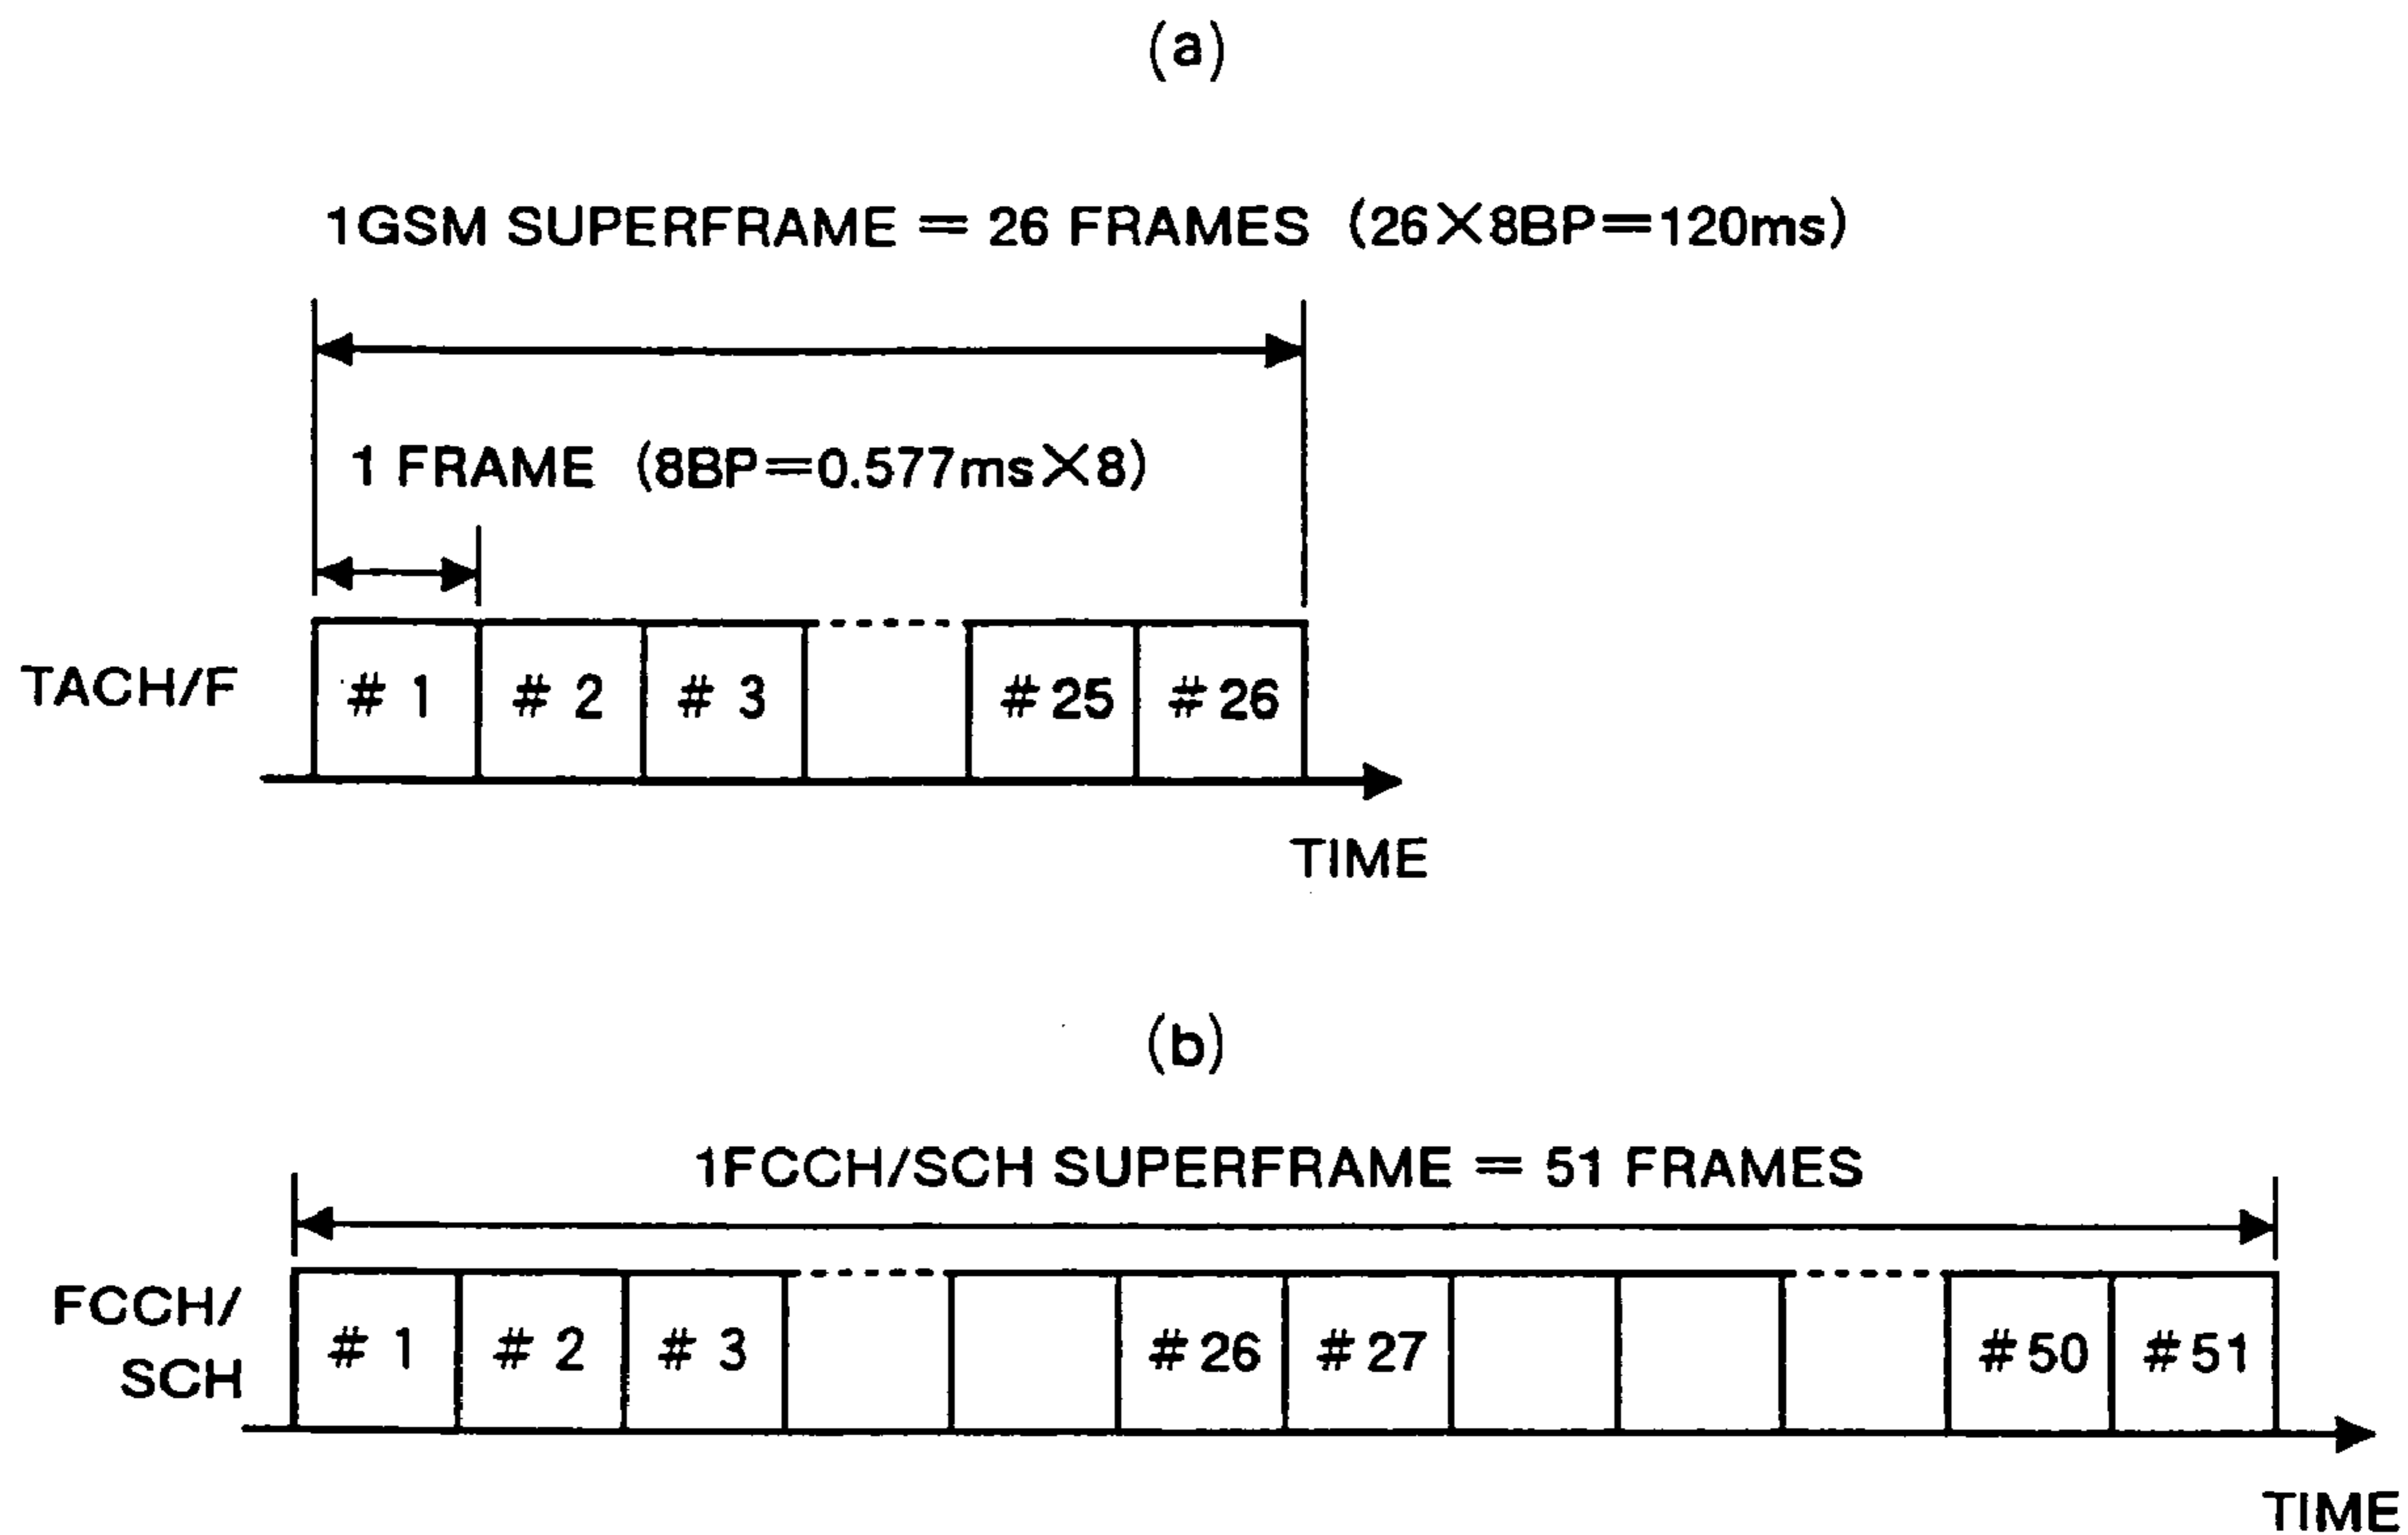 (a)
1GSM SUPERFRAME = 26 FRAMES (26×8BP=120ms)
1 FRAME (8BP=0.577ms×8)
TACH/F
# 1 # 2 # 3 #25 #26
TIME
(b)
1FCCH/SCH SUPERFRAME = 51 FRAMES
FCCH/
SCH
# 1 # 2 # 3 #26 #27 #50 #51
TIME